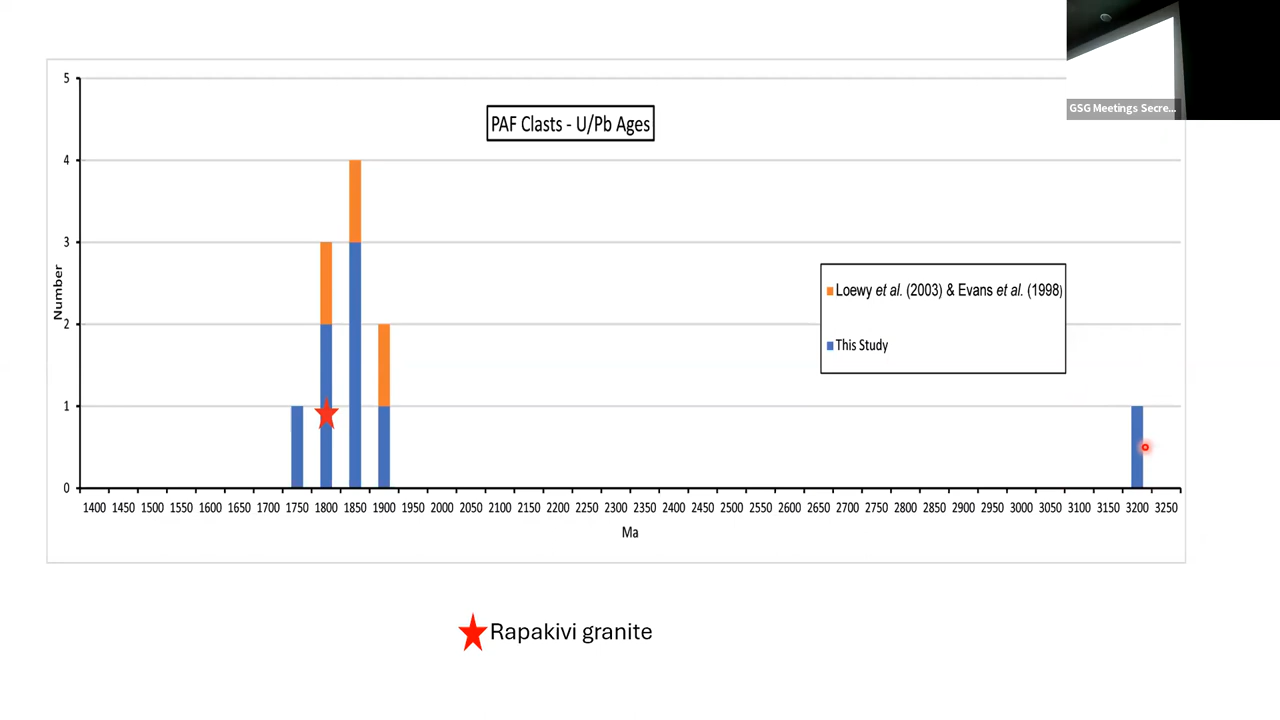 GSG Meetings Secre...
PAF Clasts - U/Pb Ages
5
4
3
2
1
0
Number
Loewy et al. (2003) & Evans et al. (1998)
This Study
1400 1450 1500 1550 1600 1650 1700 1750 1800 1850 1900 1950 2000 2050 2100 2150 2200 2250 2300 2350 2400 2450 2500 2550 2600 2650 2700 2750 2800 2850 2900 2950 3000 3050 3100 3150 3200 3250
Ma
Rapakivi granite